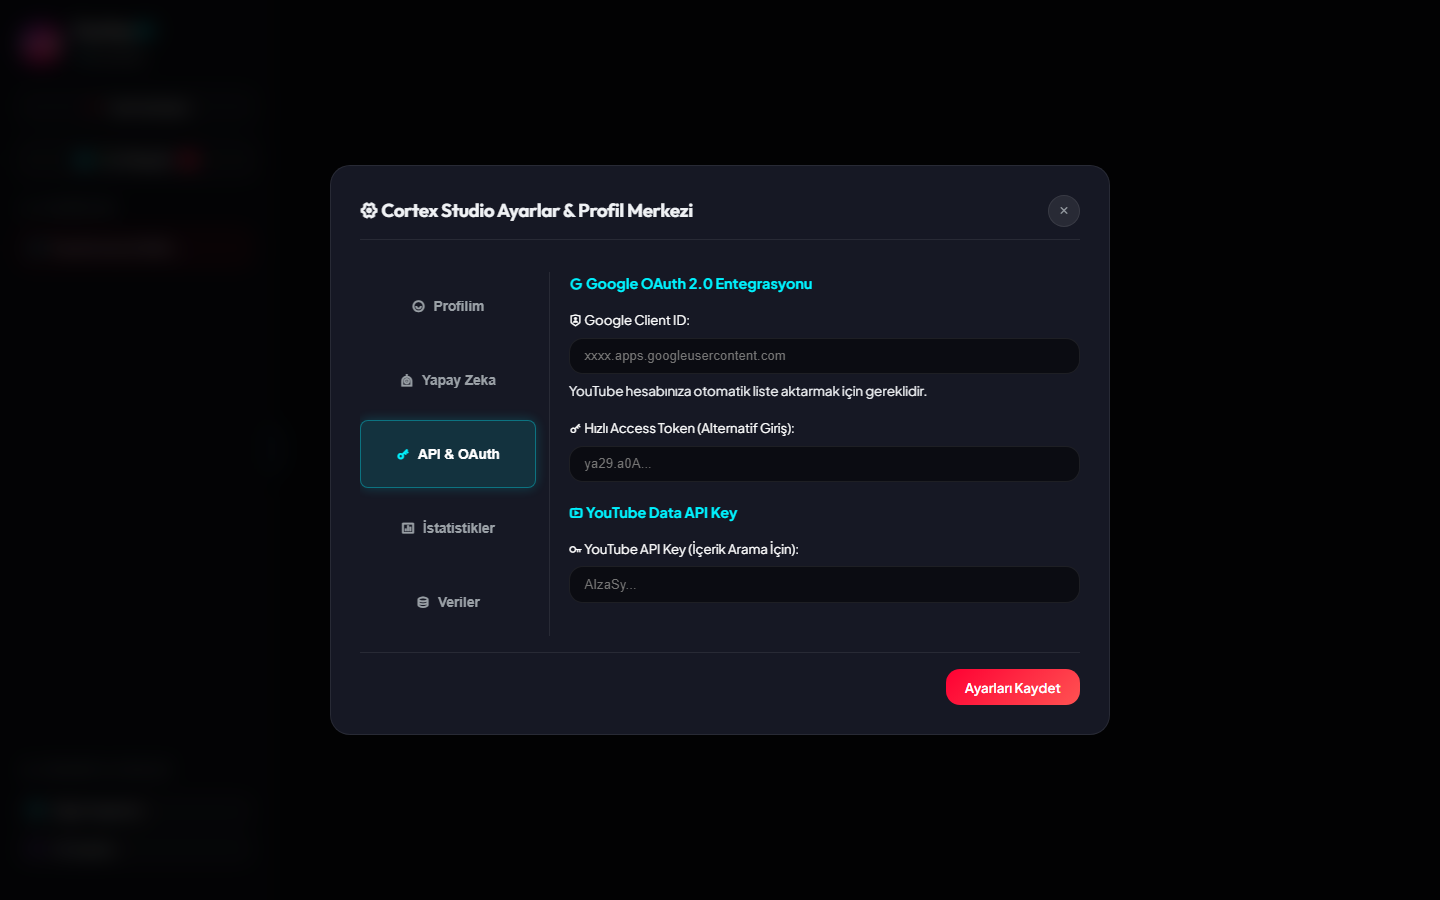 Cortex Studio Ayarlar & Profil Merkezi
Profilim
Yapay Zeka
API & OAuth
İstatistikler
Veriler
Google OAuth 2.0 Entegrasyonu
Google Client ID:
xxxx.apps.googleusercontent.com
YouTube hesabınıza otomatik liste aktarmak için gereklidir.
Hızlı Access Token (Alternatif Giriş):
ya29.a0A...
YouTube Data API Key
YouTube API Key (İçerik Arama İçin):
AIzaSy...
Ayarları Kaydet